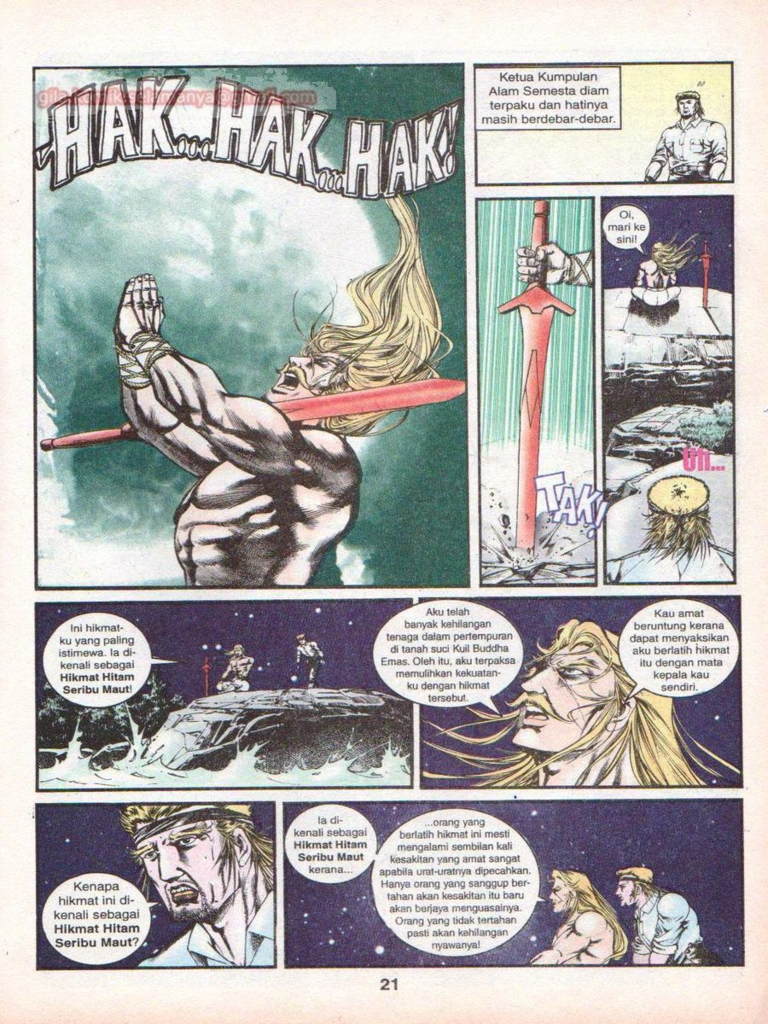 HAK...HAK...HAK!
Ketua Kumpulan
Alam Semesta diam
terpaku dan hatinya
masih berdebar-debar.
TAK!
Oi,
mari ke
sini!
Uh...
Ini hikmat-
ku yang paling
istimewa. Ia di-
kenali sebagai
Hikmat Hitam
Seribu Maut!
Aku telah
banyak kehilangan
tenaga dalam pertempuran
di tanah suci Kuil Buddha
Emas. Oleh itu, aku terpaksa
memulihkan kekuatan-
ku dengan hikmat
tersebut.
Kau amat
beruntung kerana
dapat menyaksikan
aku berlatih hikmat
itu dengan mata
kepala kau
sendiri.
Kenapa
hikmat ini di-
kenali sebagai
Hikmat Hitam
Seribu Maut?
Ia di-
kenali sebagai
Hikmat Hitam
Seribu Maut
kerana...
...orang yang
berlatih hikmat ini mesti
mengalami sembilan kali
kesakitan yang amat sangat
apabila urat-uratnya dipecahkan.
Hanya orang yang sanggup ber-
tahan akan kesakitan itu baru
akan berjaya menguasainya.
Orang yang tidak tertahan
pasti akan kehilangan
nyawanya!
21